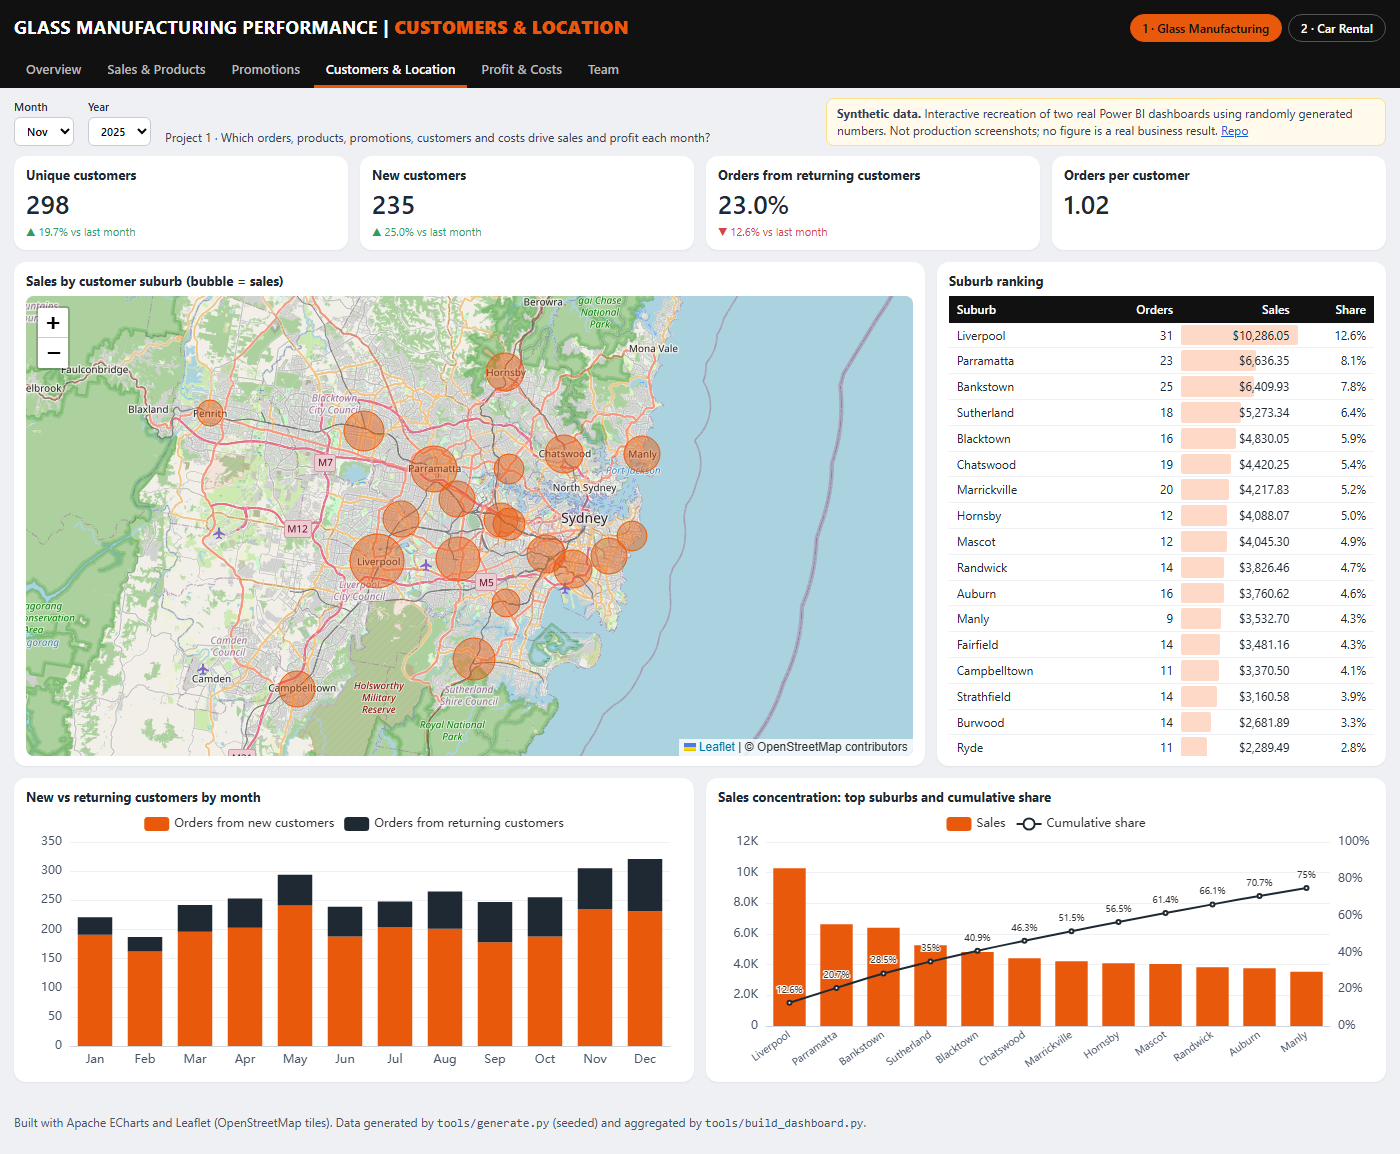 GLASS MANUFACTURING PERFORMANCE | CUSTOMERS & LOCATION
1 · Glass Manufacturing
2 · Car Rental
Overview
Sales & Products
Promotions
Customers & Location
Profit & Costs
Team
Month
Year
Nov
2025
Project 1 · Which orders, products, promotions, customers and costs drive sales and profit each month?
Synthetic data. Interactive recreation of two real Power BI dashboards using randomly generated
numbers. Not production screenshots; no figure is a real business result. Repo
Unique customers
298
▲ 19.7% vs last month
New customers
235
▲ 25.0% vs last month
Orders from returning customers
23.0%
▼ 12.6% vs last month
Orders per customer
1.02
Sales by customer suburb (bubble = sales)
+
−
Berowra
Chase
National
Park
Mona Vale
Faulconbridge
Hornsby
elbrook
Blaxland
Penrith
Blacktown
City Council
Chatswood
Manly
M7
Parramatta
Port Jackson
North Sydney
Sydney
M12
Liverpool
M5
Liverpool
City Council
agorang
onservation
Area
gorang
Camden
Council
Camden
Campbelltown
Holsworthy
Military
Reserve
Sutherland
Shire Council
Royal National
Park
Leaflet | © OpenStreetMap contributors
Suburb ranking
Suburb Orders Sales Share
Liverpool 31 $10,286.05 12.6%
Parramatta 23 $6,636.35 8.1%
Bankstown 25 $6,409.93 7.8%
Sutherland 18 $5,273.34 6.4%
Blacktown 16 $4,830.05 5.9%
Chatswood 19 $4,420.25 5.4%
Marrickville 20 $4,217.83 5.2%
Hornsby 12 $4,088.07 5.0%
Mascot 12 $4,045.30 4.9%
Randwick 14 $3,826.46 4.7%
Auburn 16 $3,760.62 4.6%
Manly 9 $3,532.70 4.3%
Fairfield 14 $3,481.16 4.3%
Campbelltown 11 $3,370.50 4.1%
Strathfield 14 $3,160.58 3.9%
Burwood 14 $2,681.89 3.3%
Ryde 11 $2,289.49 2.8%
New vs returning customers by month
Orders from new customers
Orders from returning customers
350
300
250
200
150
100
50
0
Jan Feb Mar Apr May Jun Jul Aug Sep Oct Nov Dec
Sales concentration: top suburbs and cumulative share
Sales
Cumulative share
12K
10K
8.0K
6.0K
4.0K
2.0K
0
100%
80%
60%
40%
20%
0%
12.6% 20.7% 28.5% 35% 40.9% 46.3% 51.5% 56.5% 61.4% 66.1% 70.7% 75%
Liverpool Parramatta Bankstown Sutherland Blacktown Chatswood Marrickville Hornsby Mascot Randwick Auburn Manly
Built with Apache ECharts and Leaflet (OpenStreetMap tiles). Data generated by tools/generate.py (seeded) and aggregated by tools/build_dashboard.py.